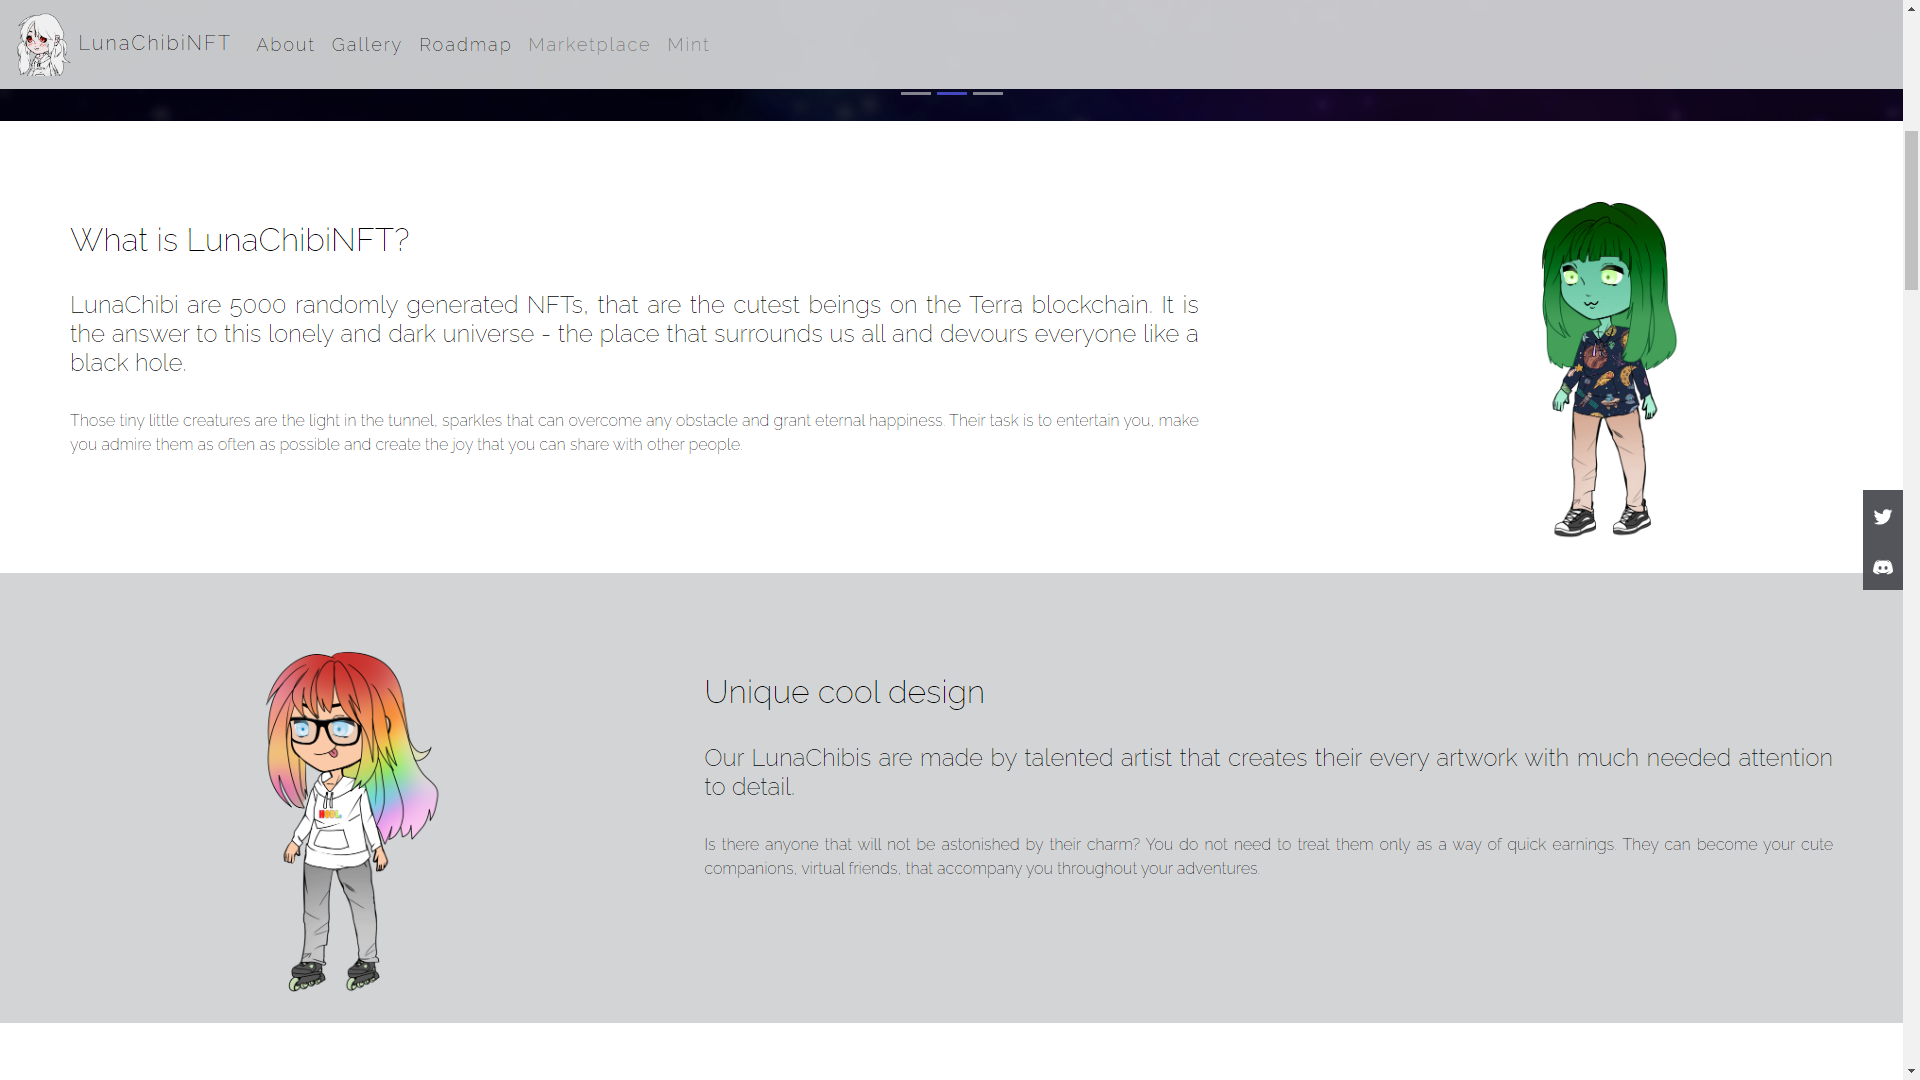 LunaChibiNFT About Gallery Roadmap Marketplace Mint
What is LunaChibiNFT?
LunaChibi are 5000 randomly generated NFTs, that are the cutest beings on the Terra blockchain. It is
the answer to this lonely and dark universe - the place that surrounds us all and devours everyone like a
black hole.
Those tiny little creatures are the light in the tunnel, sparkles that can overcome any obstacle and grant eternal happiness. Their task is to entertain you, make
you admire them as often as possible and create the joy that you can share with other people.
Unique cool design
Our LunaChibis are made by talented artist that creates their every artwork with much needed attention
to detail.
Is there anyone that will not be astonished by their charm? You do not need to treat them only as a way of quick earnings. They can become your cute
companions, virtual friends, that accompany you throughout your adventures.
HODL